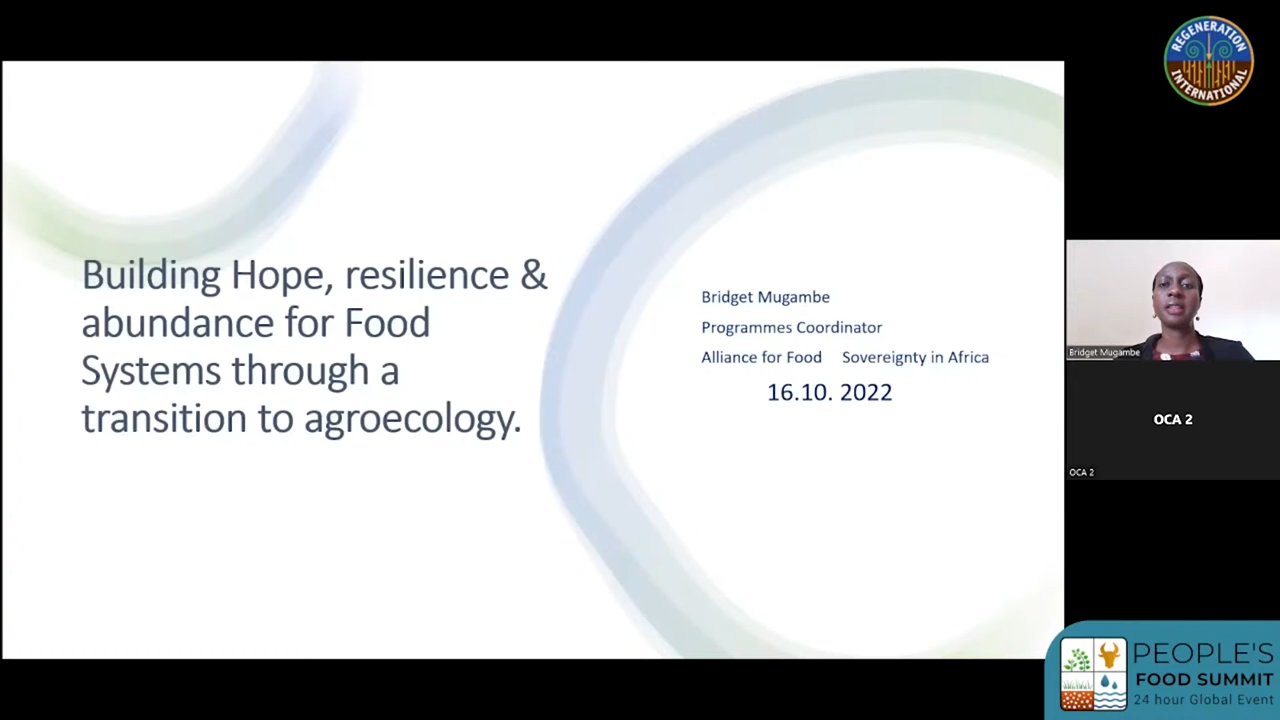 REGENERATION
INTERNATIONAL
Building Hope, resilience &
abundance for Food
Systems through a
transition to agroecology.
Bridget Mugambe
Programmes Coordinator
Alliance for Food Sovereignty in Africa
16.10. 2022
Bridget Mugambe
OCA 2
OCA 2
PEOPLE'S
FOOD SUMMIT
24 hour Global Event